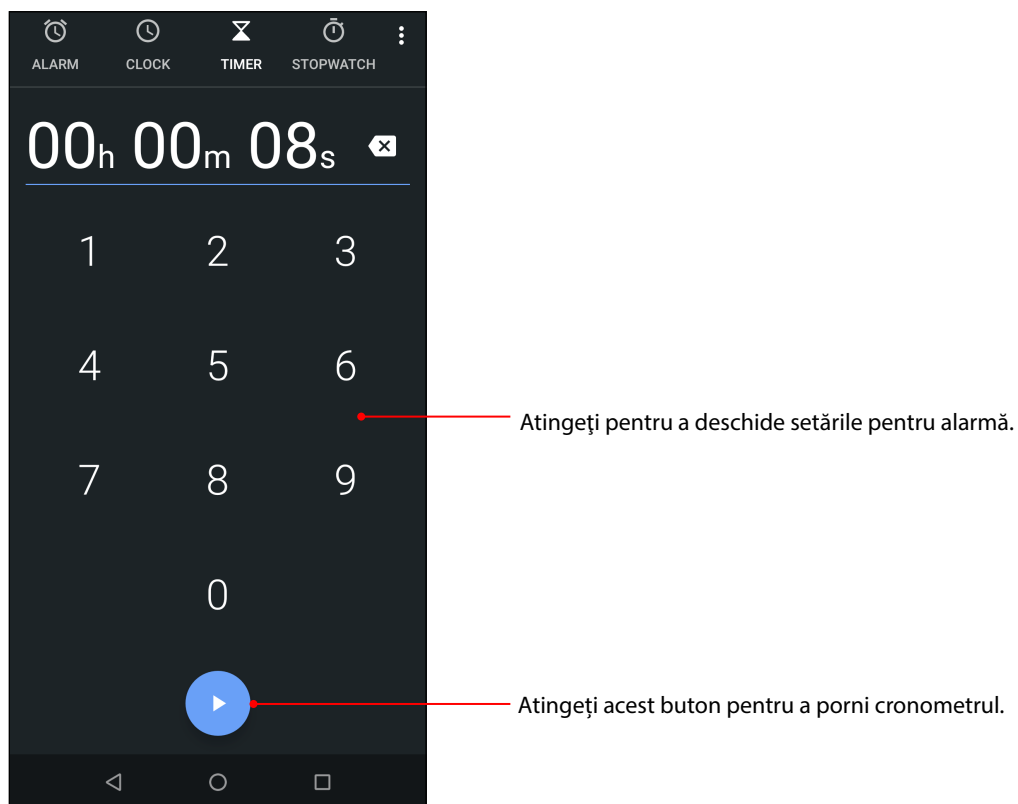 ALARM CLOCK TIMER STOPWATCH
00h 00m 08s
1 2 3
4 5 6
Atingeţi pentru a deschide setările pentru alarmă.
7 8 9
0
Atingeți acest buton pentru a porni cronometrul.